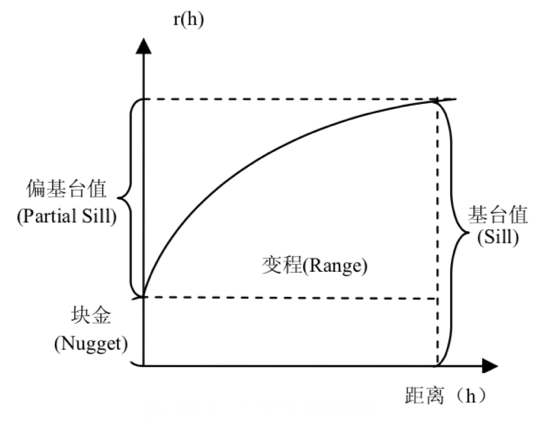 r(h)
偏基台值
(Partial Sill)
基台值
(Sill)
变程(Range)
块金
(Nugget)
距离（h）